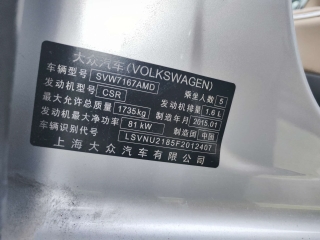 大众汽车(VOLKSWAGEN)
车辆型号 SVW7167AMD 乘坐人数 5
发动机型号 CSR 发动机排量 1.6 L
最大允许总质量 1735kg 制造年月 2015.01
发动机最大净功率 81 kW 制造国 中国
车辆识别代号 LSVNU2185F2012407
上海大众汽车有限公司